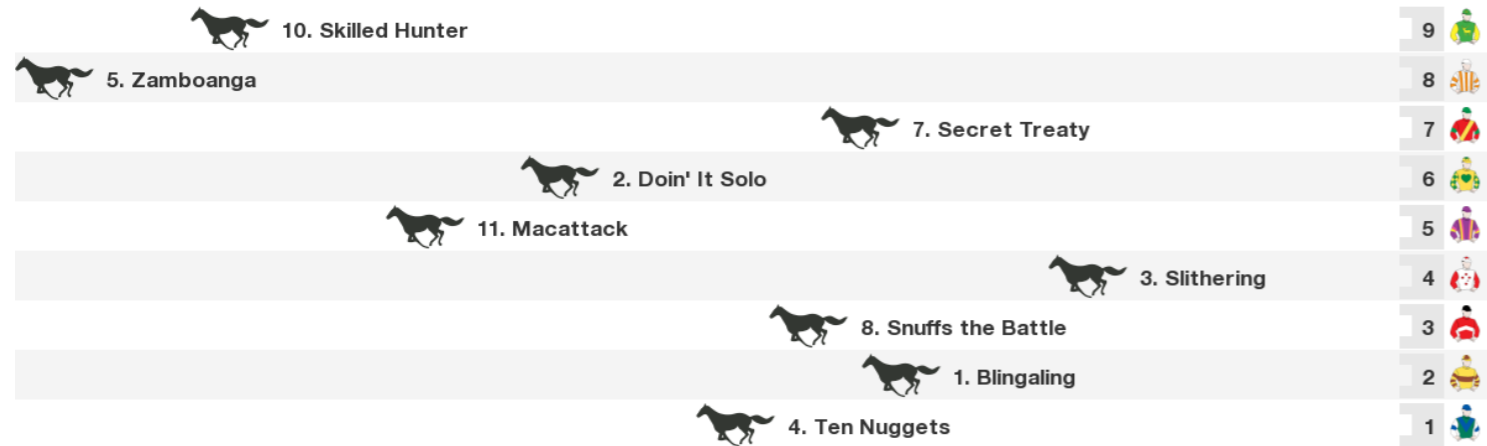 10. Skilled Hunter 9
5. Zamboanga 8
7. Secret Treaty 7
2. Doin' It Solo 6
11. Macattack 5
3. Slithering 4
8. Snuffs the Battle 3
1. Blingaling 2
4. Ten Nuggets 1